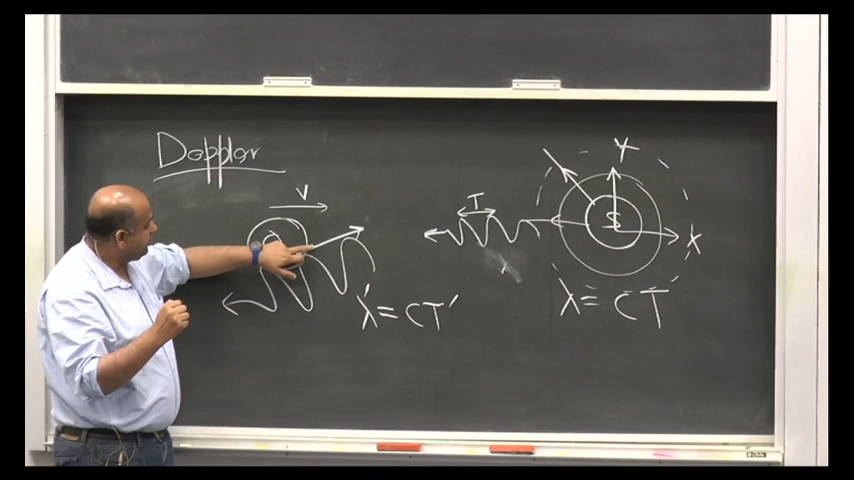 Doppler
V
λ' = CT'
Y
T
S
X
λ = CT